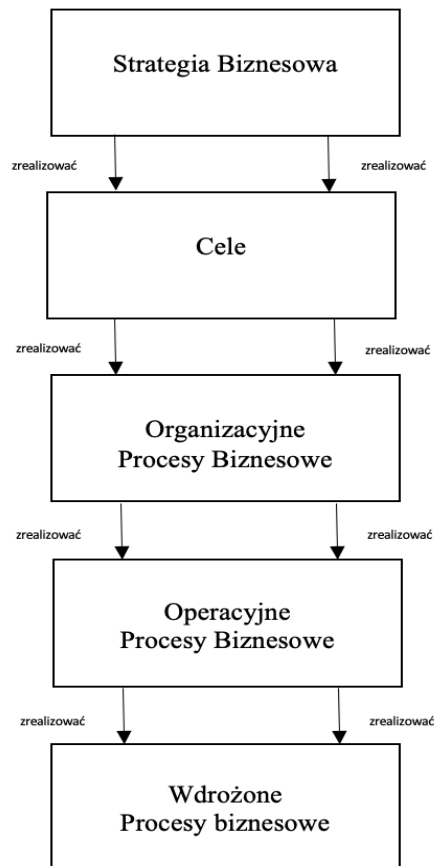 Strategia Biznesowa
zrealizować
zrealizować
Cele
zrealizować
zrealizować
Organizacyjne
Procesy Biznesowe
zrealizować
zrealizować
Operacyjne
Procesy Biznesowe
zrealizować
zrealizować
Wdrożone
Procesy biznesowe